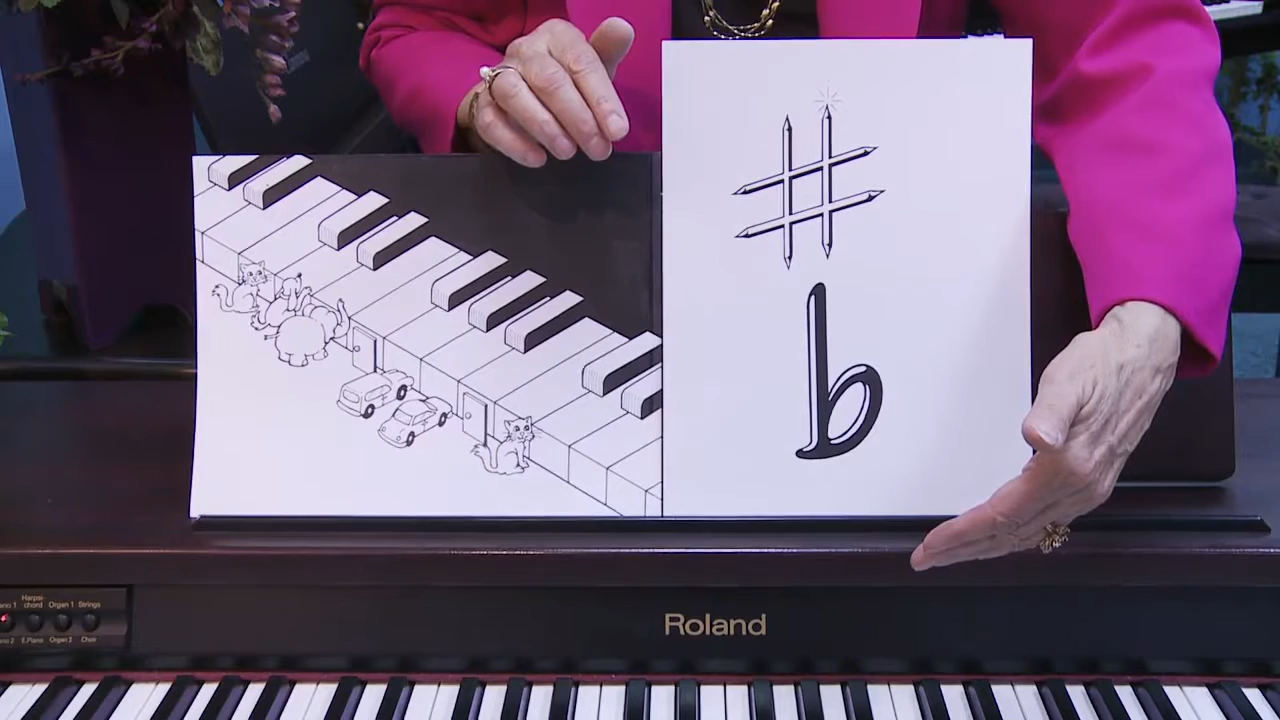 ♯
♭
Harpsi-
chord Organ 1 Strings
E.Piano Organ 2 Choir
Roland